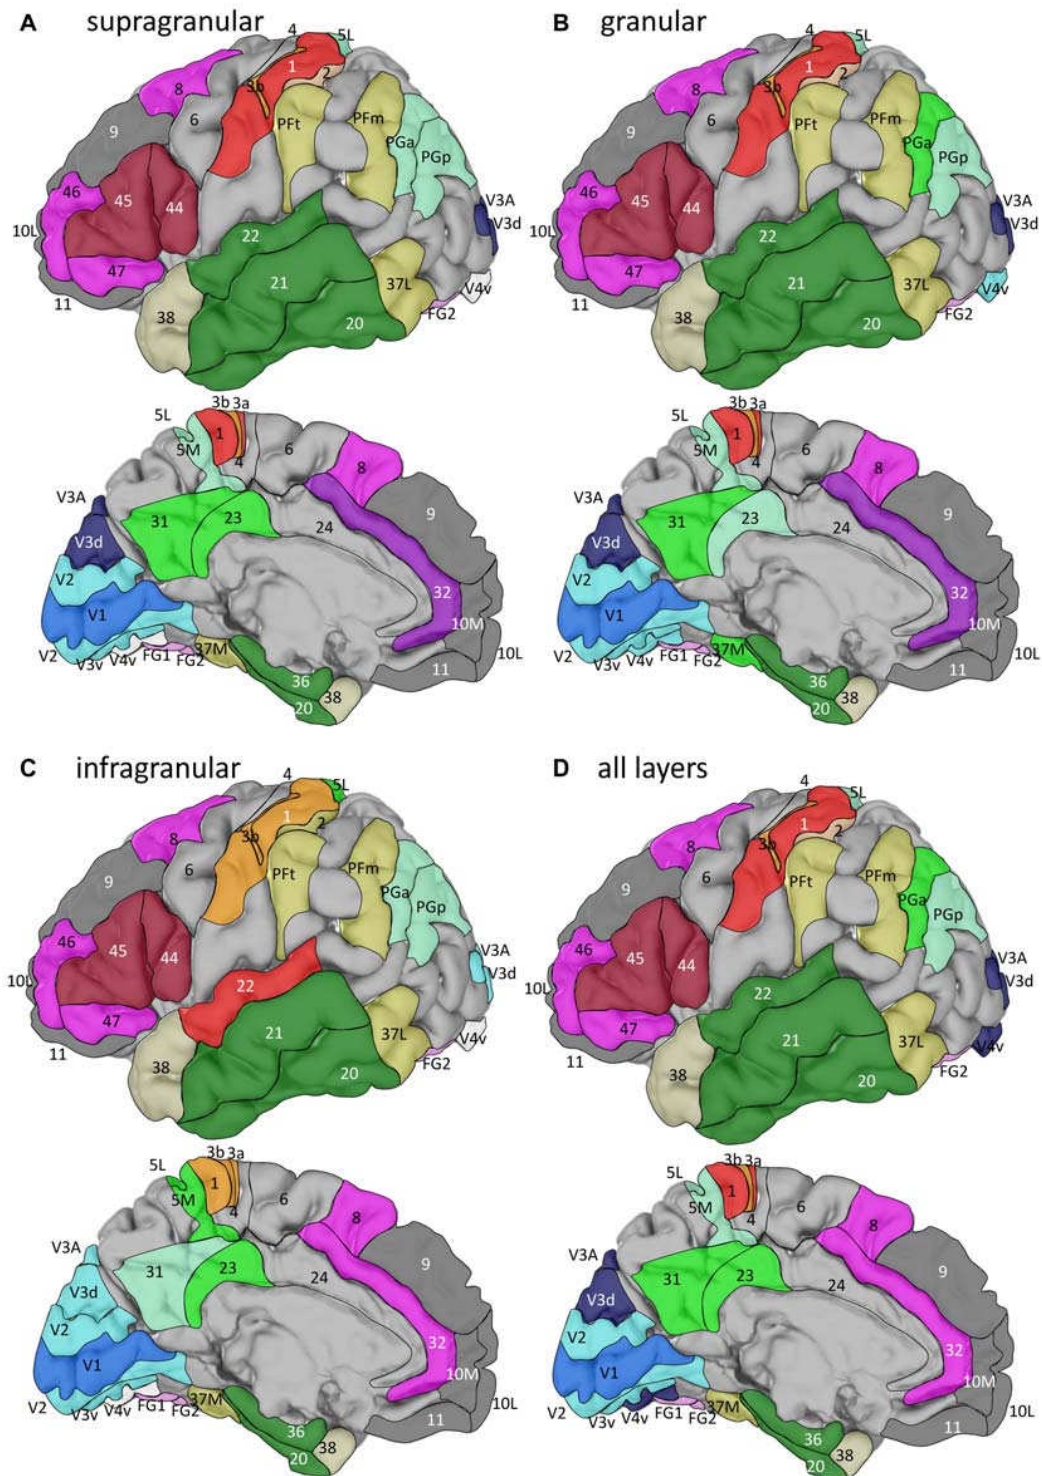 A supragranular
B granular
4
5L
1
2
3b
8
6
9
PFt
PFm
PGa
PGp
46
45
44
V3A
V3d
10L
22
47
21
37L
V4v
11
38
20
FG2
4
5L
1
2
3b
8
6
9
PFt
PFm
PGa
PGp
46
45
44
V3A
V3d
10L
22
47
21
37L
V4v
11
38
20
FG2
3b 3a
5L
1
5M
4
6
8
V3A
9
31
23
24
V3d
V2
V1
32
10M
V2
V3v
V4v
FG1
FG2
37M
10L
11
36
38
20
3b 3a
5L
1
5M
4
6
8
V3A
9
31
23
24
V3d
V2
V1
32
10M
V2
V3v
V4v
FG1
FG2
37M
10L
11
36
38
20
C infragranular
D all layers
4
5L
1
2
3b
8
6
9
PFt
PFm
PGa
PGp
46
45
44
V3A
V3d
10L
22
47
21
37L
V4v
11
38
20
FG2
4
5L
1
2
3b
8
6
9
PFt
PFm
PGa
PGp
46
45
44
V3A
V3d
10L
22
47
21
37L
V4v
11
38
20
FG2
3b 3a
5L
1
5M
4
6
8
V3A
9
31
23
24
V3d
V2
V1
32
10M
V2
V3v
V4v
FG1
FG2
37M
10L
11
36
38
20
3b 3a
5L
1
5M
4
6
8
V3A
9
31
23
24
V3d
V2
V1
32
10M
V2
V3v
V4v
FG1
FG2
37M
10L
11
36
38
20